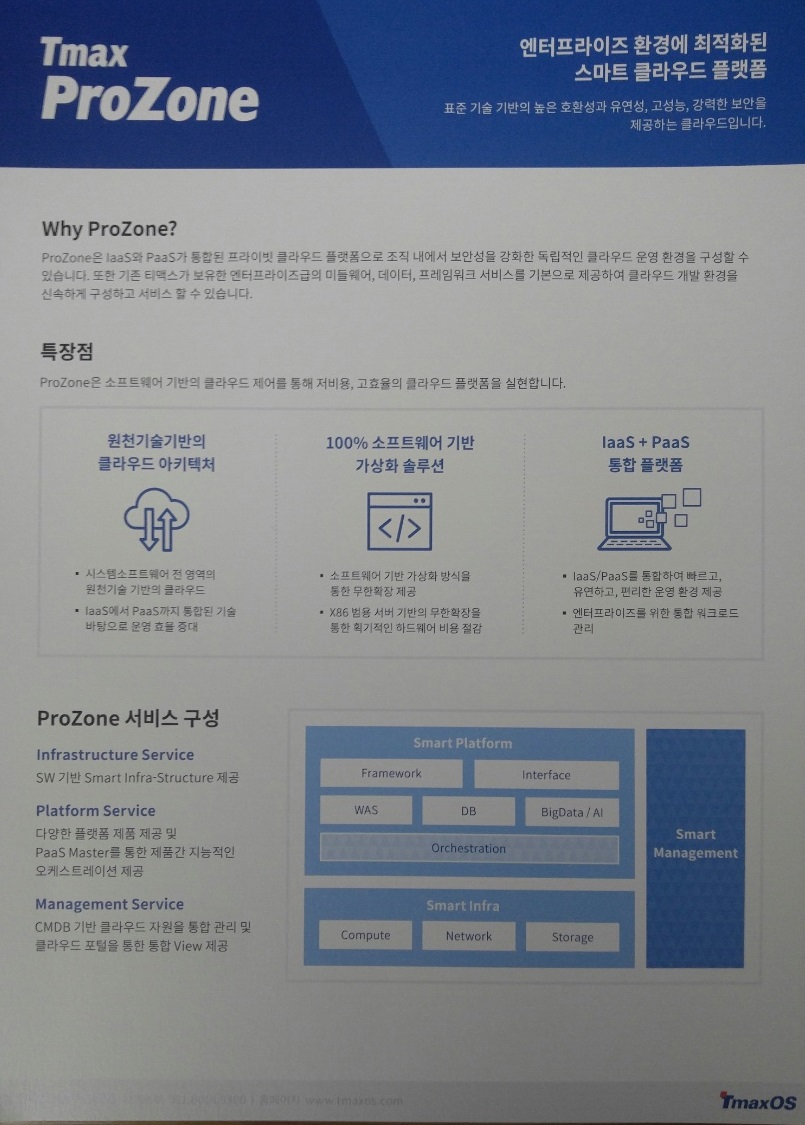 Tmax
ProZone
엔터프라이즈 환경에 최적화된
스마트 클라우드 플랫폼
표준 기술 기반의 높은 호환성과 유연성, 고성능, 강력한 보안을
제공하는 클라우드입니다.
Why ProZone?
ProZone은 IaaS와 PaaS가 통합된 프라이빗 클라우드 플랫폼으로 조직 내에서 보안성을 강화한 독립적인 클라우드 운영 환경을 구성할 수
있습니다. 또한 기존 티맥스가 보유한 엔터프라이즈급의 미들웨어, 데이터, 프레임워크 서비스를 기본으로 제공하여 클라우드 개발 환경을
신속하게 구성하고 서비스 할 수 있습니다.
특장점
ProZone은 소프트웨어 기반의 클라우드 제어를 통해 저비용, 고효율의 클라우드 플랫폼을 실현합니다.
원천기술기반의
클라우드 아키텍처
▪ 시스템소프트웨어 전 영역의
원천기술 기반의 클라우드
▪ IaaS에서 PaaS까지 통합된 기술
바탕으로 운영 효율 증대
100% 소프트웨어 기반
가상화 솔루션
</>
▪ 소프트웨어 기반 가상화 방식을
통한 무한확장 제공
▪ X86 범용 서버 기반의 무한확장을
통한 획기적인 하드웨어 비용 절감
IaaS + PaaS
통합 플랫폼
▪ IaaS/PaaS를 통합하여 빠르고,
유연하고, 편리한 운영 환경 제공
▪ 엔터프라이즈를 위한 통합 워크로드
관리
ProZone 서비스 구성
Infrastructure Service
SW 기반 Smart Infra-Structure 제공
Platform Service
다양한 플랫폼 제품 제공 및
PaaS Master를 통한 제품간 지능적인
오케스트레이션 제공
Management Service
CMDB 기반 클라우드 자원을 통합 관리 및
클라우드 포털을 통한 통합 View 제공
Smart Platform
Framework
Interface
WAS
DB
BigData / AI
Orchestration
Smart Infra
Compute
Network
Storage
Smart
Management
홈페이지 www.tmaxos.com
TmaxOS